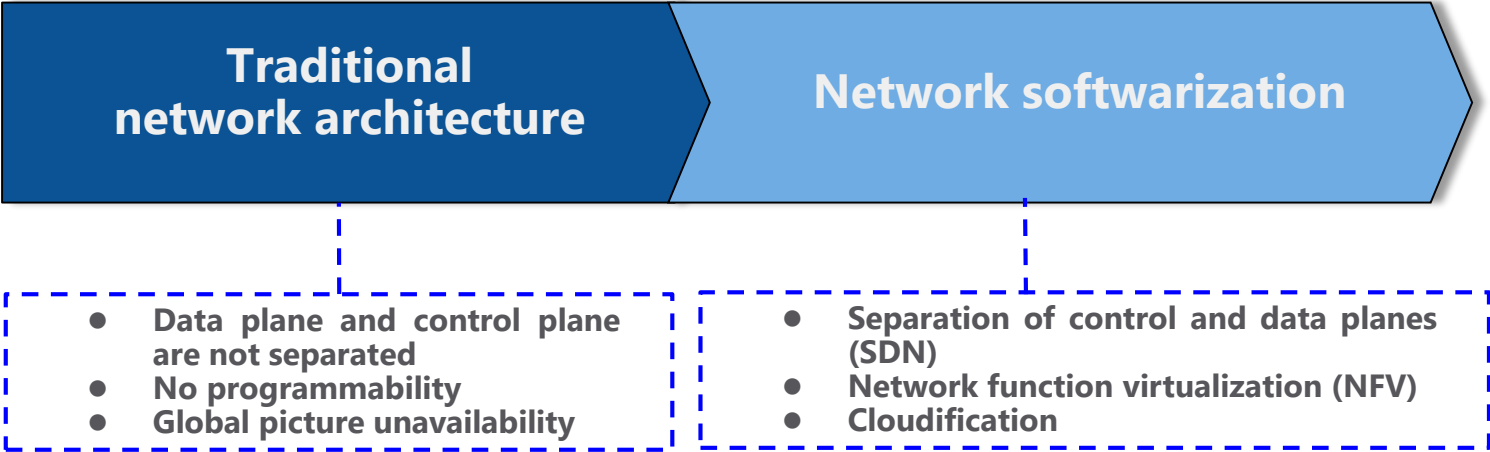 Traditional
network architecture
Network softwarization
● Data plane and control plane
are not separated
● No programmability
● Global picture unavailability
● Separation of control and data planes
(SDN)
● Network function virtualization (NFV)
● Cloudification